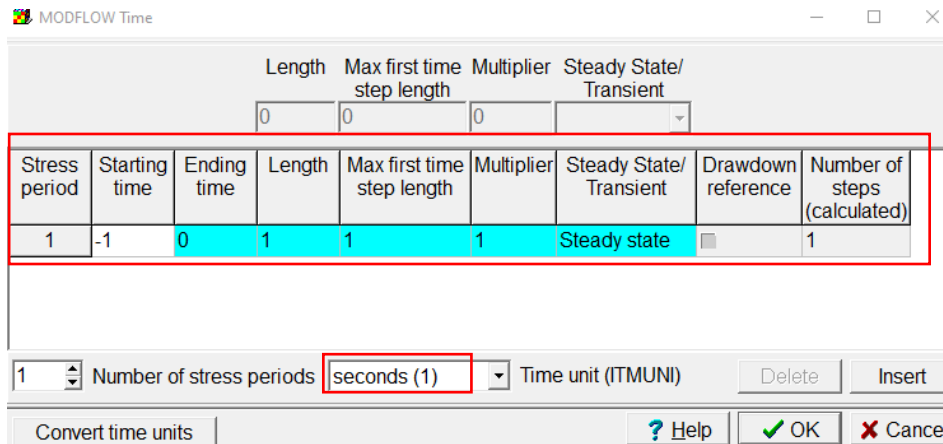 MODFLOW Time
Length Max first time step length Multiplier Steady State/ Transient
0 0 0
Stress period Starting time Ending time Length Max first time step length Multiplier Steady State/ Transient Drawdown reference Number of steps (calculated)
1 -1 0 1 1 1 Steady state 1
1 Number of stress periods seconds (1) Time unit (ITMUNI) Delete Insert
Convert time units ? Help OK Cance